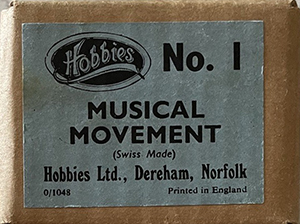 Hobbies No. 1
MUSICAL
MOVEMENT
(Swiss Made)
Hobbies Ltd., Dereham, Norfolk
0/1048 Printed in England